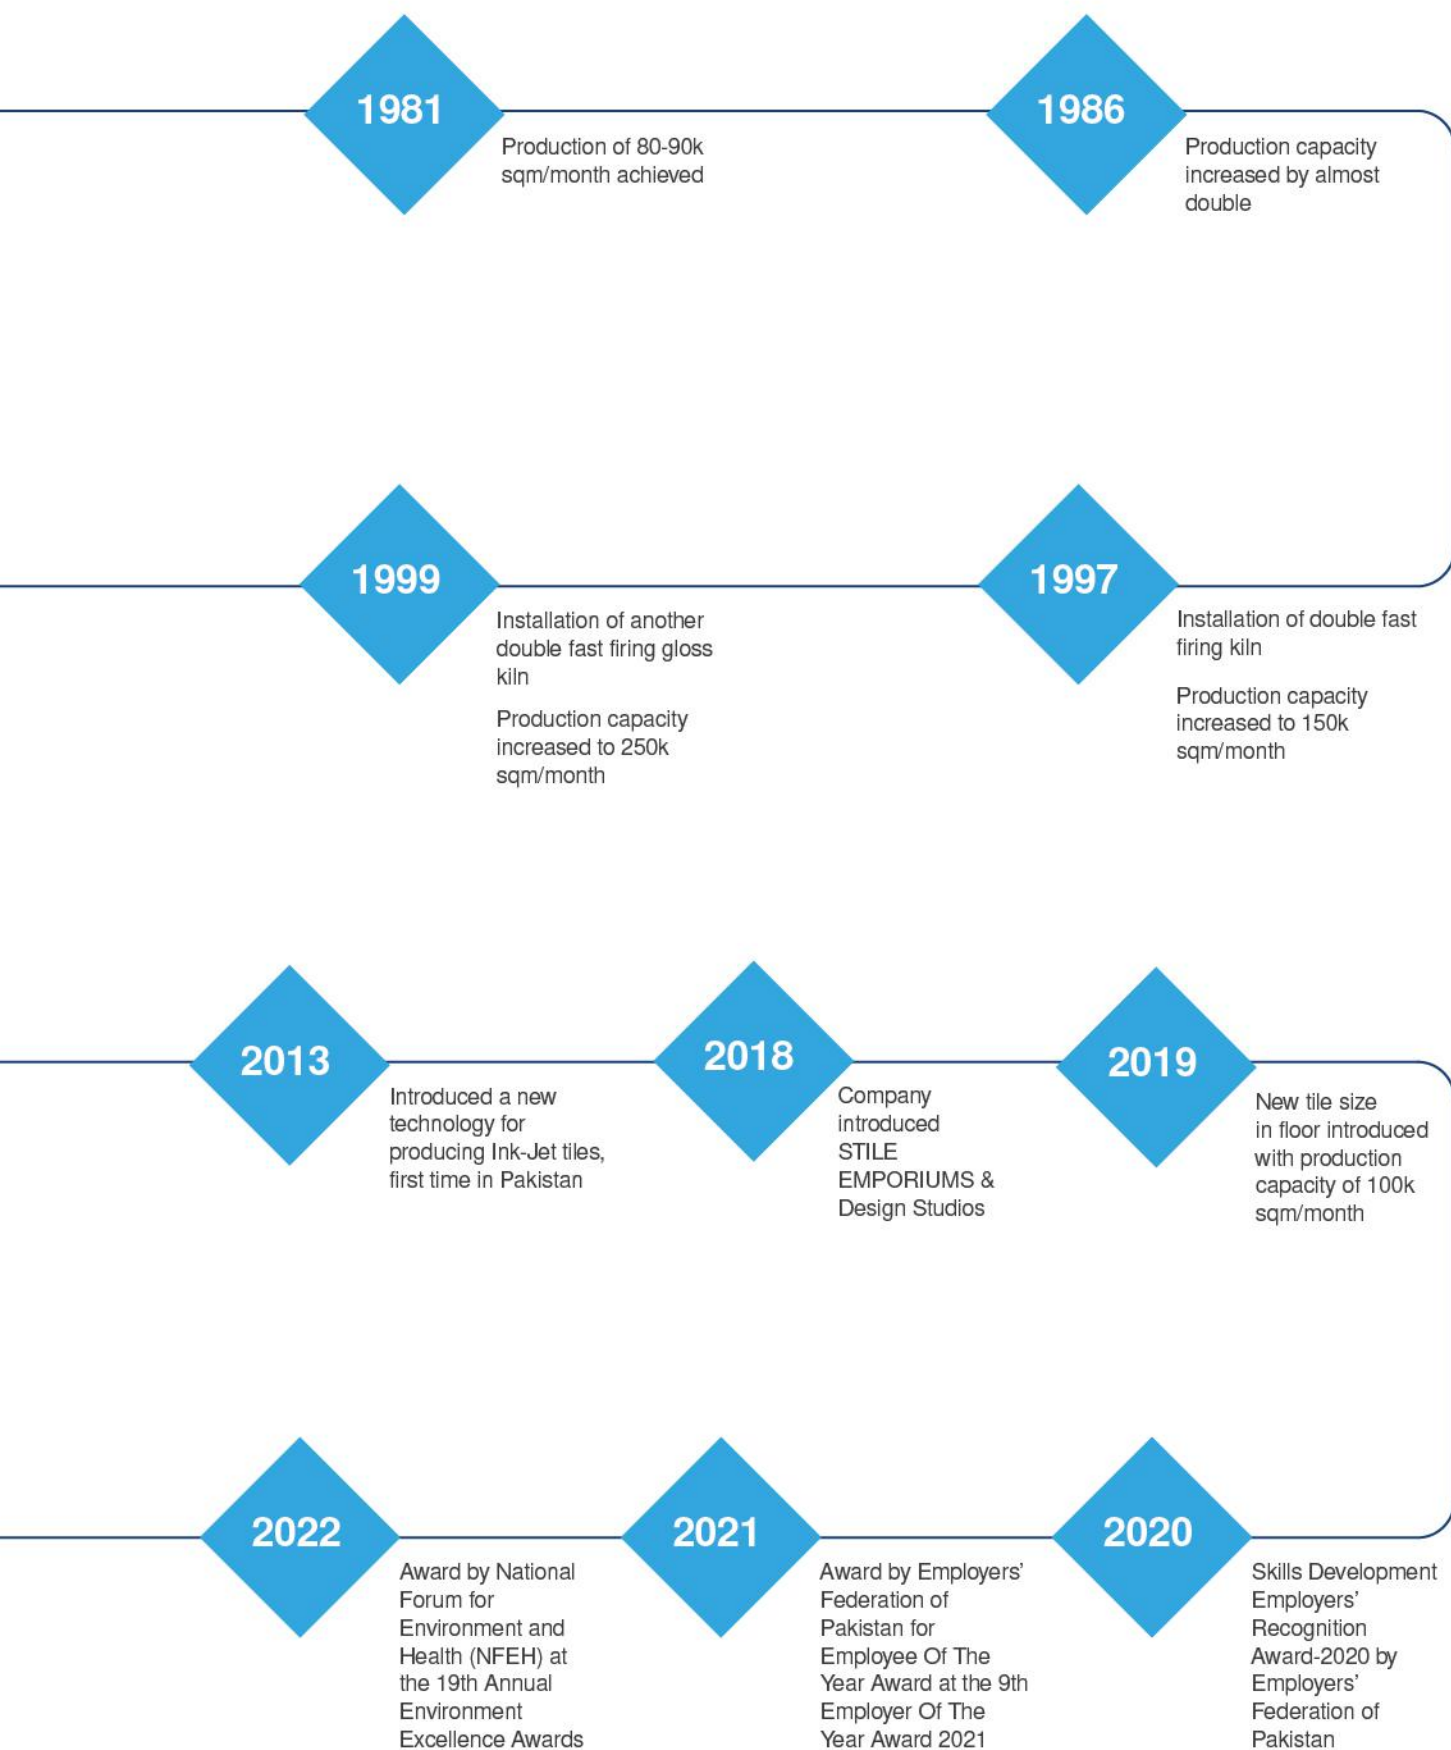 1981
Production of 80-90k
sqm/month achieved
1986
Production capacity
increased by almost
double
1997
Installation of double fast
firing kiln
Production capacity
increased to 150k
sqm/month
1999
Installation of another
double fast firing gloss
kiln
Production capacity
increased to 250k
sqm/month
2013
Introduced a new
technology for
producing Ink-Jet tiles,
first time in Pakistan
2018
Company
introduced
STILE
EMPORIUMS &
Design Studios
2019
New tile size
in floor introduced
with production
capacity of 100k
sqm/month
2020
Skills Development
Employers'
Recognition
Award-2020 by
Employers'
Federation of
Pakistan
2021
Award by Employers'
Federation of
Pakistan for
Employee Of The
Year Award at the 9th
Employer Of The
Year Award 2021
2022
Award by National
Forum for
Environment and
Health (NFEH) at
the 19th Annual
Environment
Excellence Awards